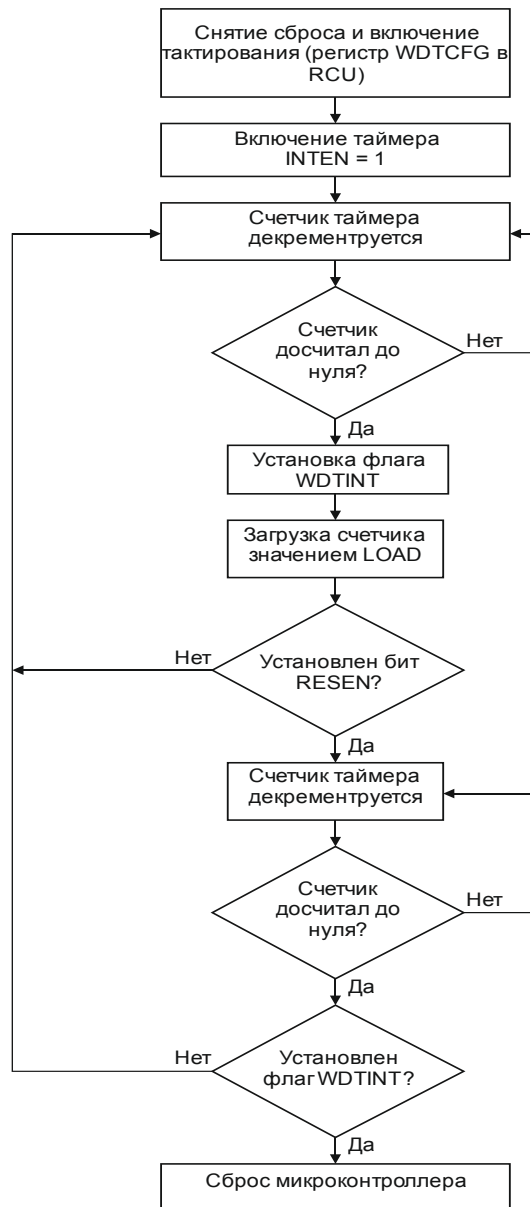 Снятие сброса и включение
тактирования (регистр WDTCFG в
RCU)
Включение таймера
INTEN = 1
Счетчик таймера
декрементруется
Счетчик
досчитал до
нуля?
Нет
Да
Установка флага
WDTINT
Загрузка счетчика
значением LOAD
Нет
Установлен бит
RESEN?
Да
Счетчик таймера
декрементруется
Счетчик
досчитал до
нуля?
Нет
Да
Нет
Установлен
флаг WDTINT?
Да
Сброс микроконтроллера